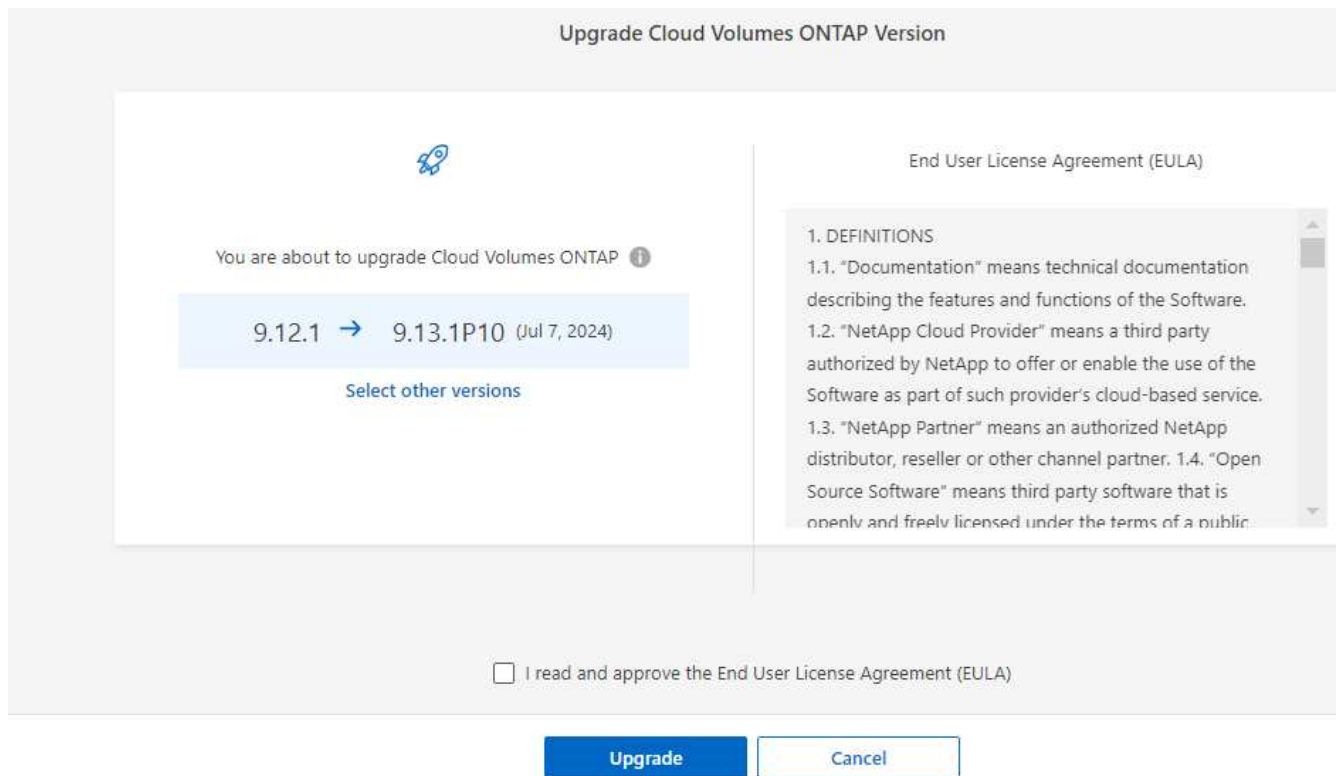 Upgrade Cloud Volumes ONTAP Version
You are about to upgrade Cloud Volumes ONTAP
9.12.1 → 9.13.1P10 (Jul 7, 2024)
Select other versions
End User License Agreement (EULA)
1. DEFINITIONS
1.1. “Documentation” means technical documentation
describing the features and functions of the Software.
1.2. “NetApp Cloud Provider” means a third party
authorized by NetApp to offer or enable the use of the
Software as part of such provider’s cloud-based service.
1.3. “NetApp Partner” means an authorized NetApp
distributor, reseller or other channel partner. 1.4. “Open
Source Software” means third party software that is
openly and freely licensed under the terms of a public
I read and approve the End User License Agreement (EULA)
Upgrade
Cancel